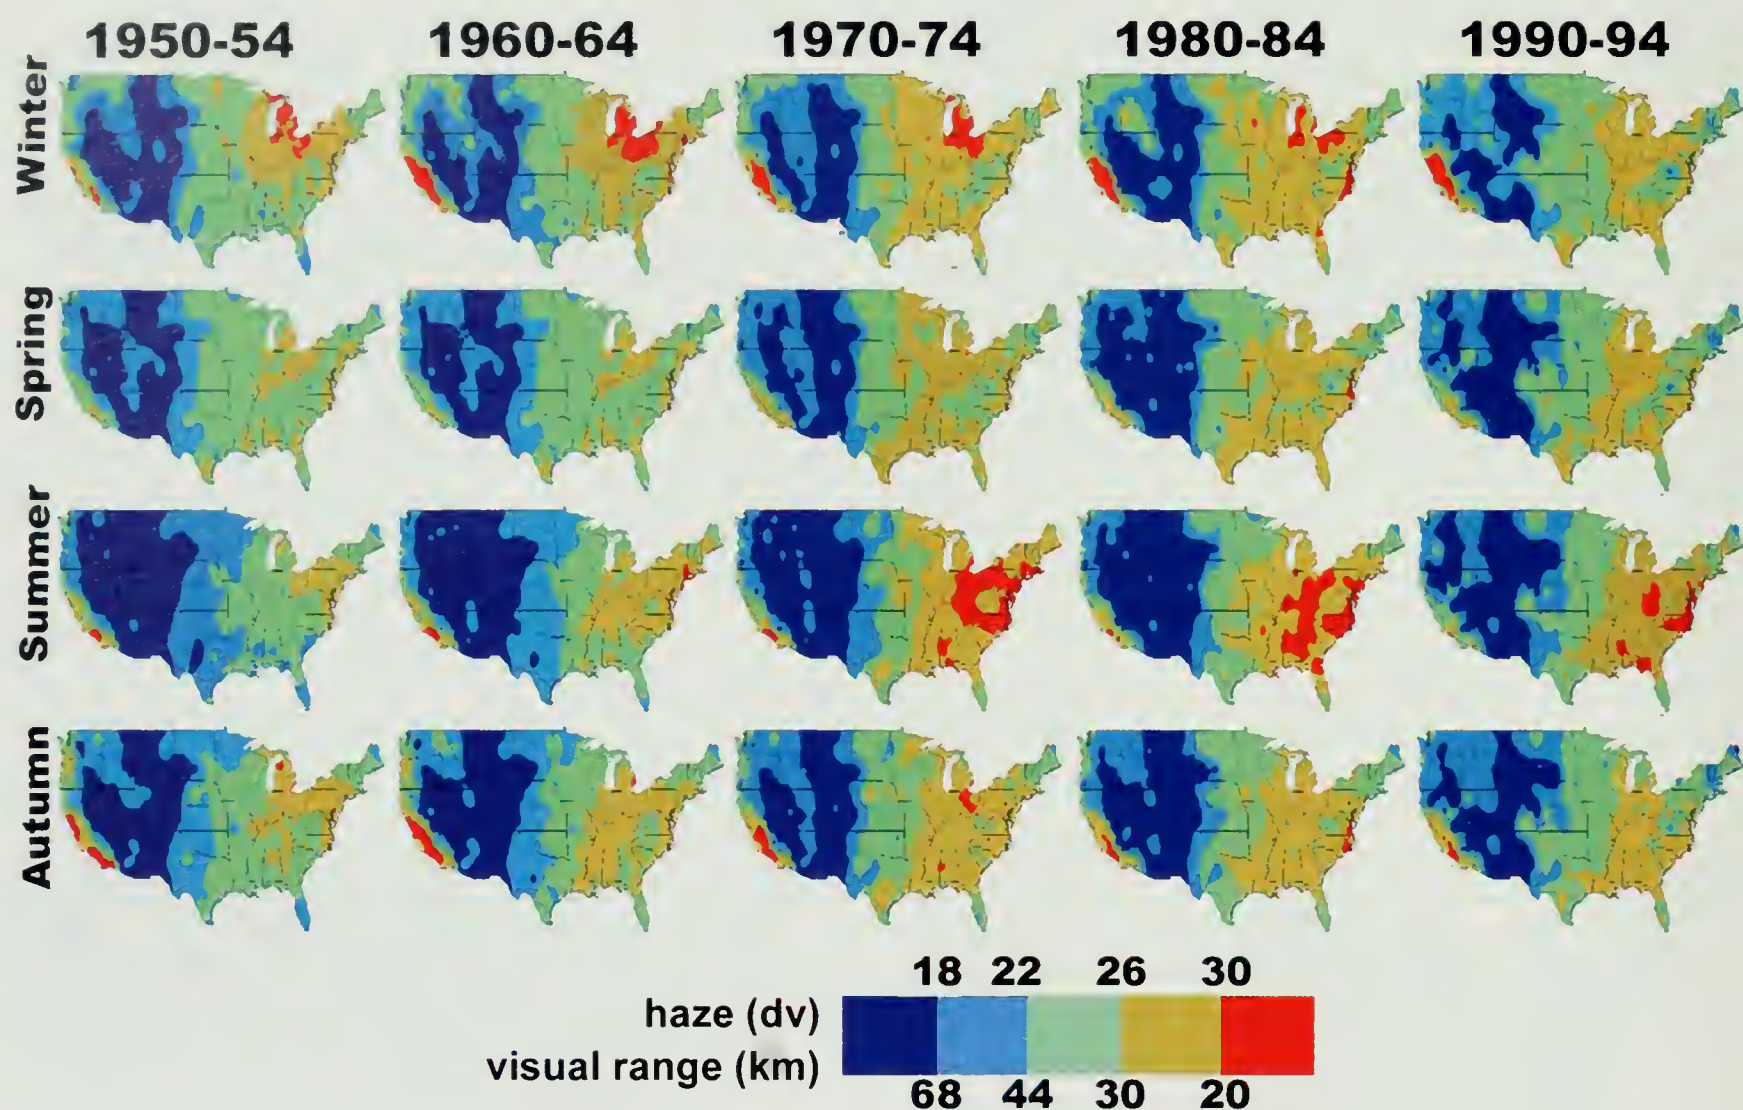 1950-54 1960-64 1970-74 1980-84 1990-94
Winter
Spring
Summer
Autumn
18 22 26 30
haze (dv)
visual range (km)
68 44 30 20